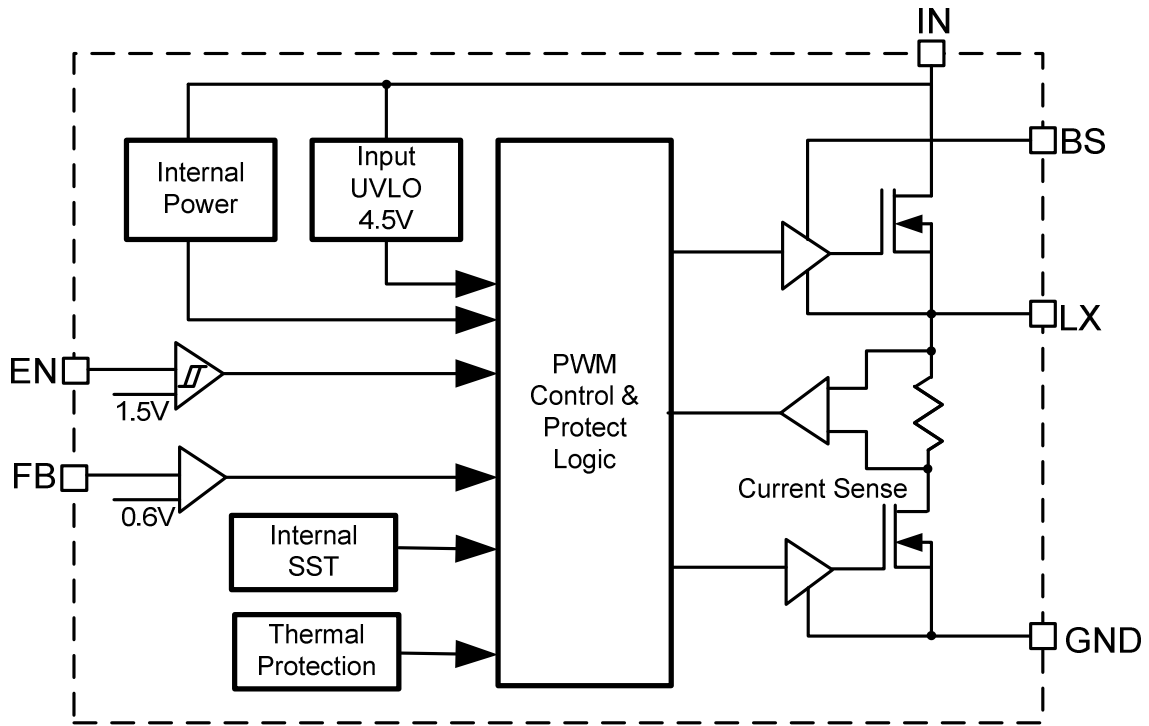 IN
BS
Internal
Power
Input
UVLO
4.5V
LX
EN
1.5V
PWM
Control &
Protect
Logic
FB
0.6V
Current Sense
Internal
SST
Thermal
Protection
GND